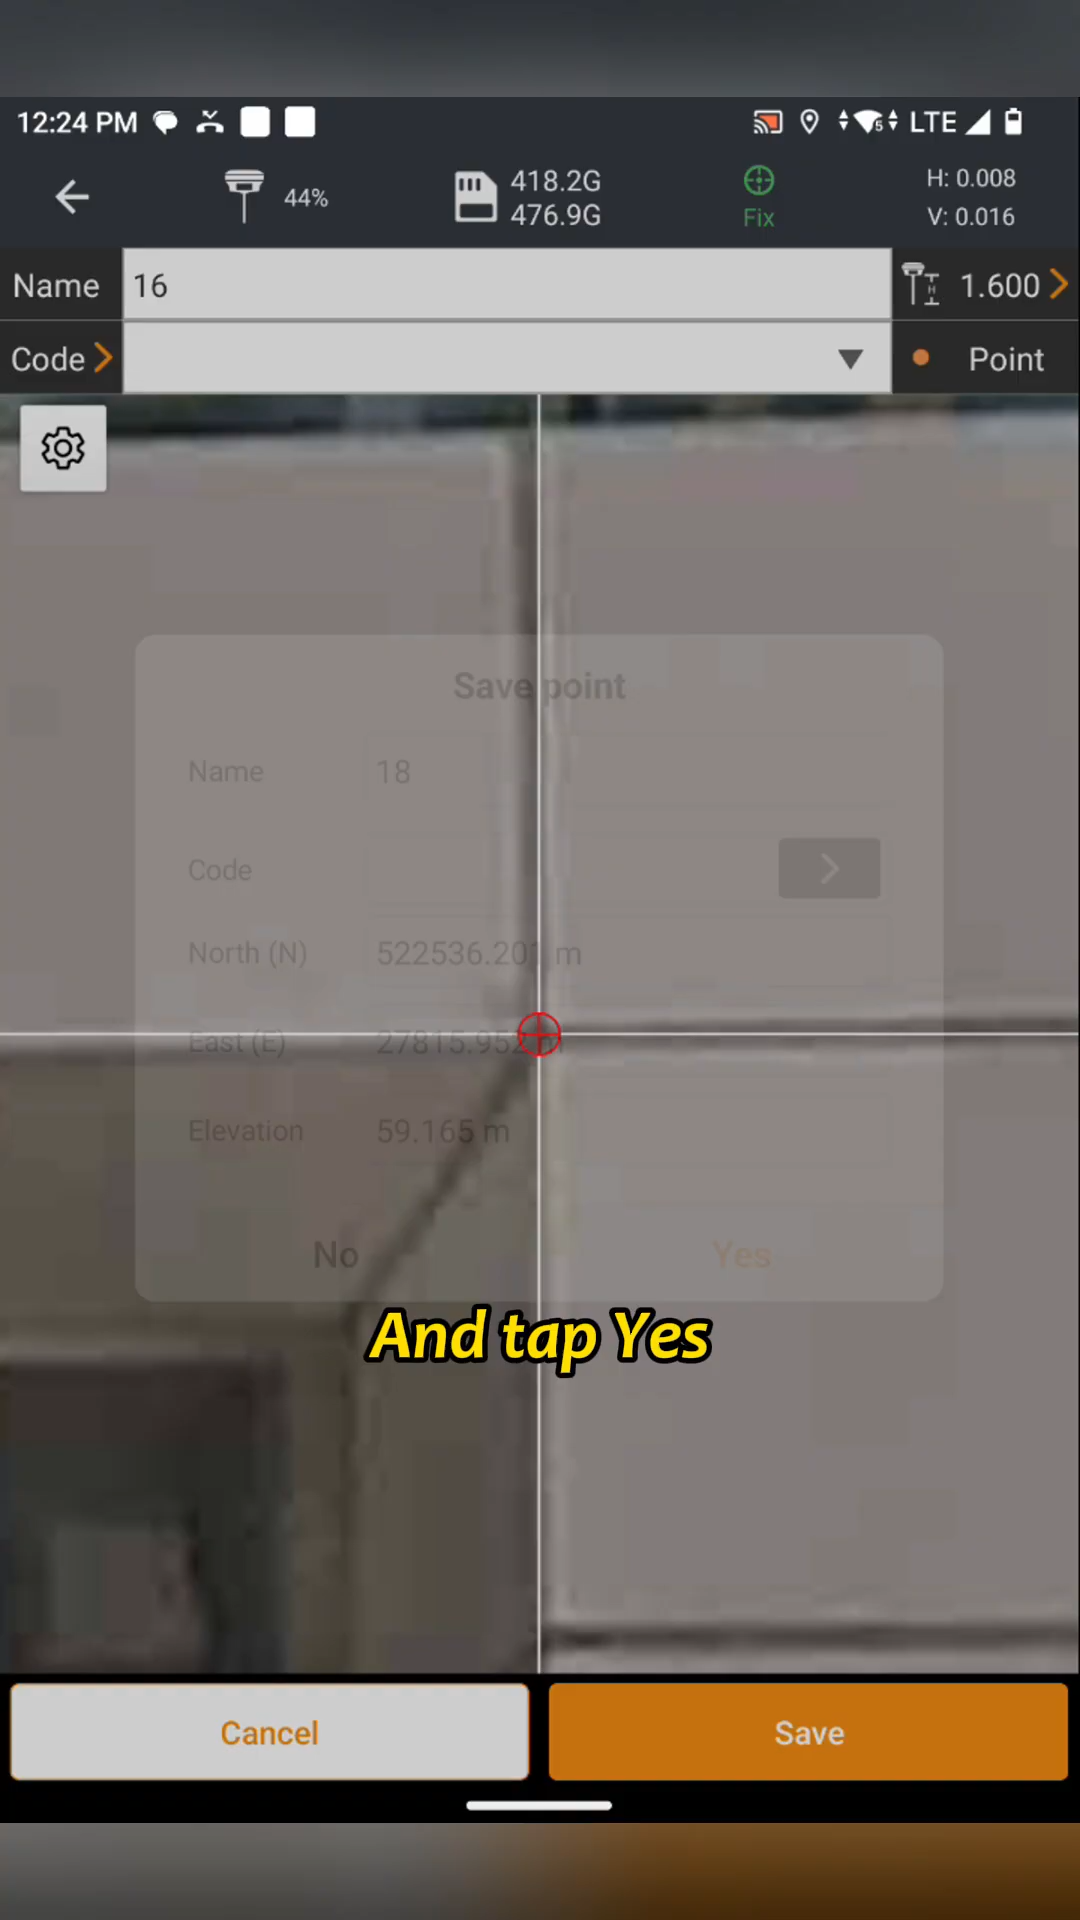 12:24 PM
LTE
44%
418.2G
476.9G
Fix
H: 0.008
V: 0.016
Name 16 1.600
Code Point
Save point
Name 18
Code
North (N) 522536.201 m
East (E) 27815.952 m
Elevation 59.165 m
No Yes
And tap Yes
Cancel Save